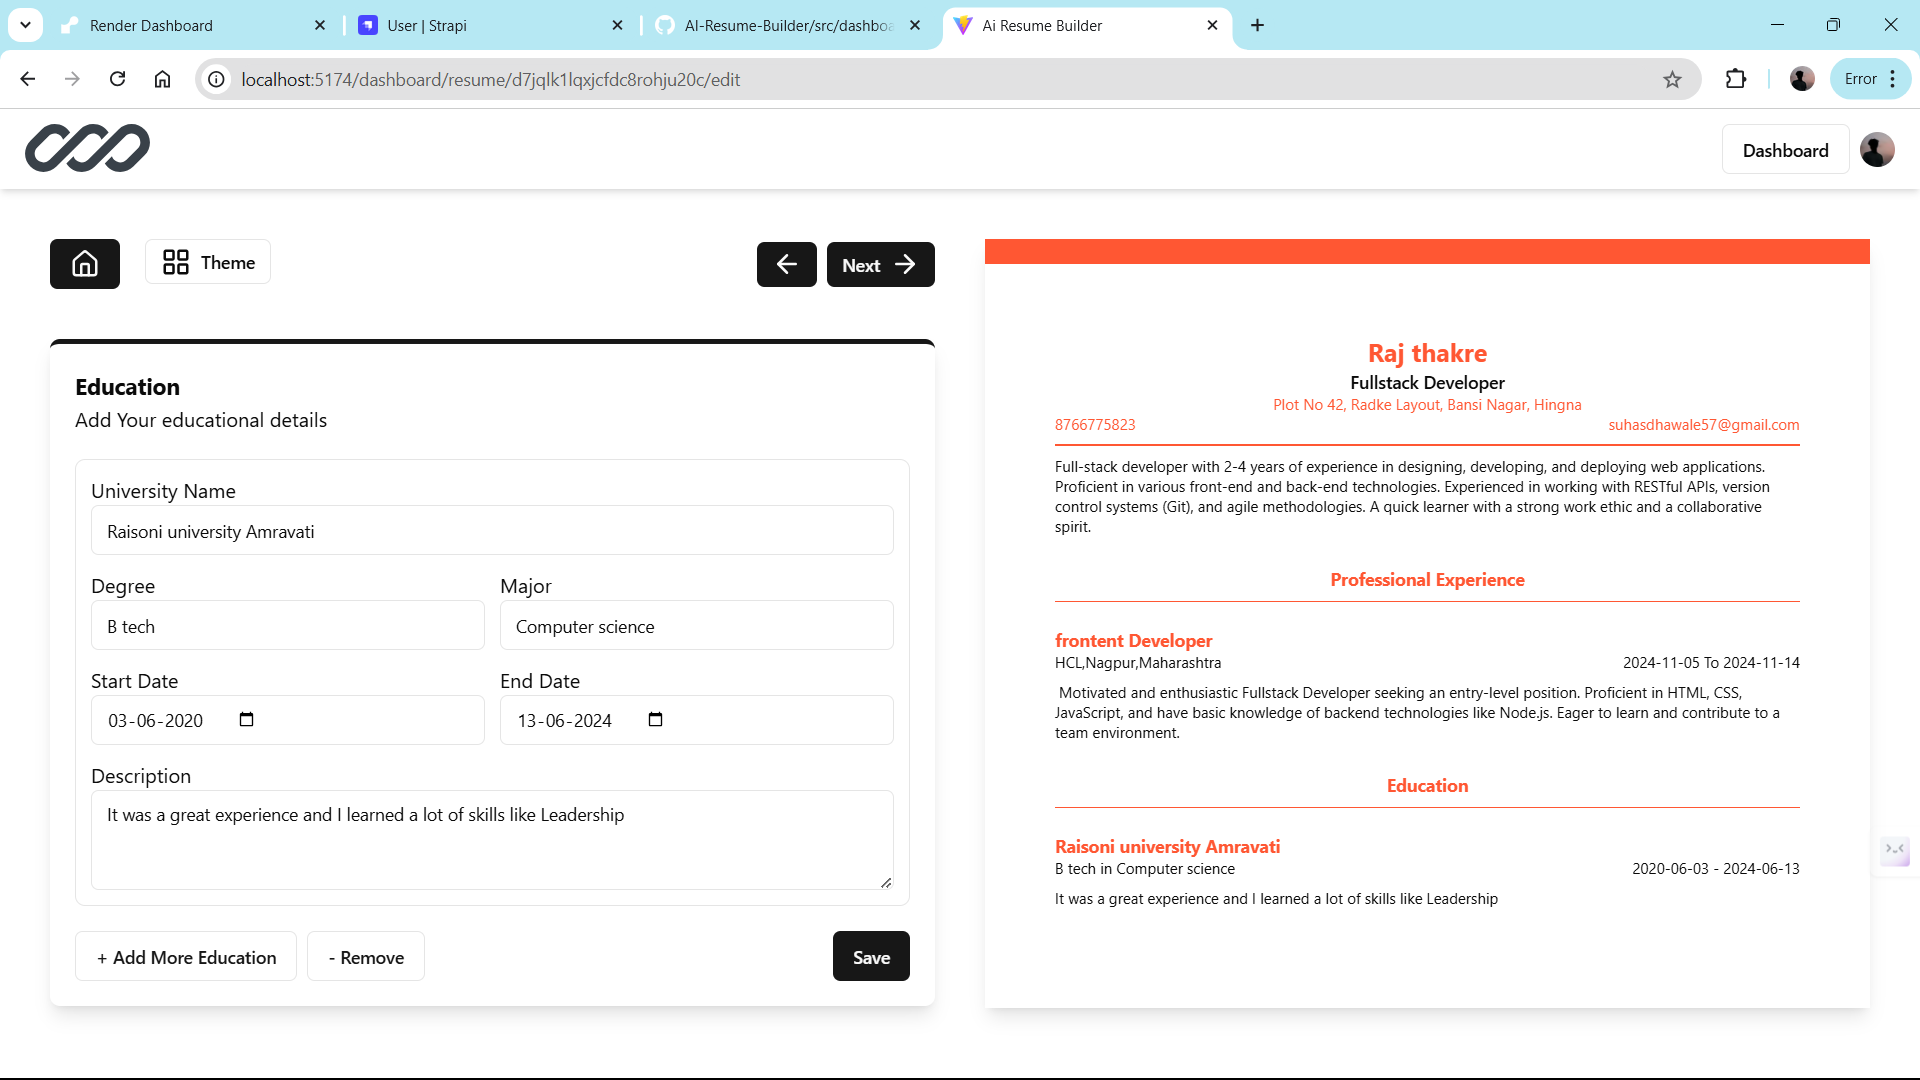 Render Dashboard
User | Strapi
AI-Resume-Builder/src/dashboa
Ai Resume Builder
localhost:5174/dashboard/resume/d7jqlk1lqxjcfdc8rohju20c/edit
Error
Dashboard
Theme
Next
Education
Add Your educational details
University Name
Raisoni university Amravati
Degree
Major
B tech
Computer science
Start Date
End Date
03-06-2020
13-06-2024
Description
It was a great experience and I learned a lot of skills like Leadership
+ Add More Education
- Remove
Save
Raj thakre
Fullstack Developer
Plot No 42, Radke Layout, Bansi Nagar, Hingna
8766775823
suhasdhawale57@gmail.com
Full-stack developer with 2-4 years of experience in designing, developing, and deploying web applications.
Proficient in various front-end and back-end technologies. Experienced in working with RESTful APIs, version
control systems (Git), and agile methodologies. A quick learner with a strong work ethic and a collaborative
spirit.
Professional Experience
frontent Developer
HCL,Nagpur,Maharashtra
2024-11-05 To 2024-11-14
Motivated and enthusiastic Fullstack Developer seeking an entry-level position. Proficient in HTML, CSS,
JavaScript, and have basic knowledge of backend technologies like Node.js. Eager to learn and contribute to a
team environment.
Education
Raisoni university Amravati
B tech in Computer science
2020-06-03 - 2024-06-13
It was a great experience and I learned a lot of skills like Leadership